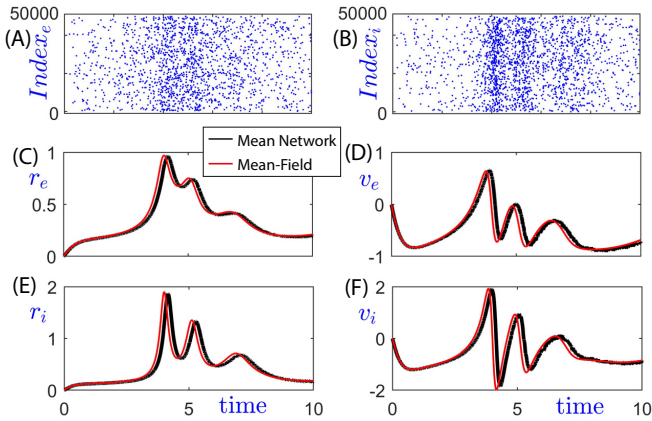 (A)
50000
Index_e
0
(B)
50000
Index_i
0
Mean Network
Mean-Field
(C)
r_e
1
0.5
0
0 5 10
(D)
v_e
1
0
-1
0 5 10
(E)
r_i
2
1
0
0 5 10
time
(F)
v_i
2
0
-2
0 5 10
time